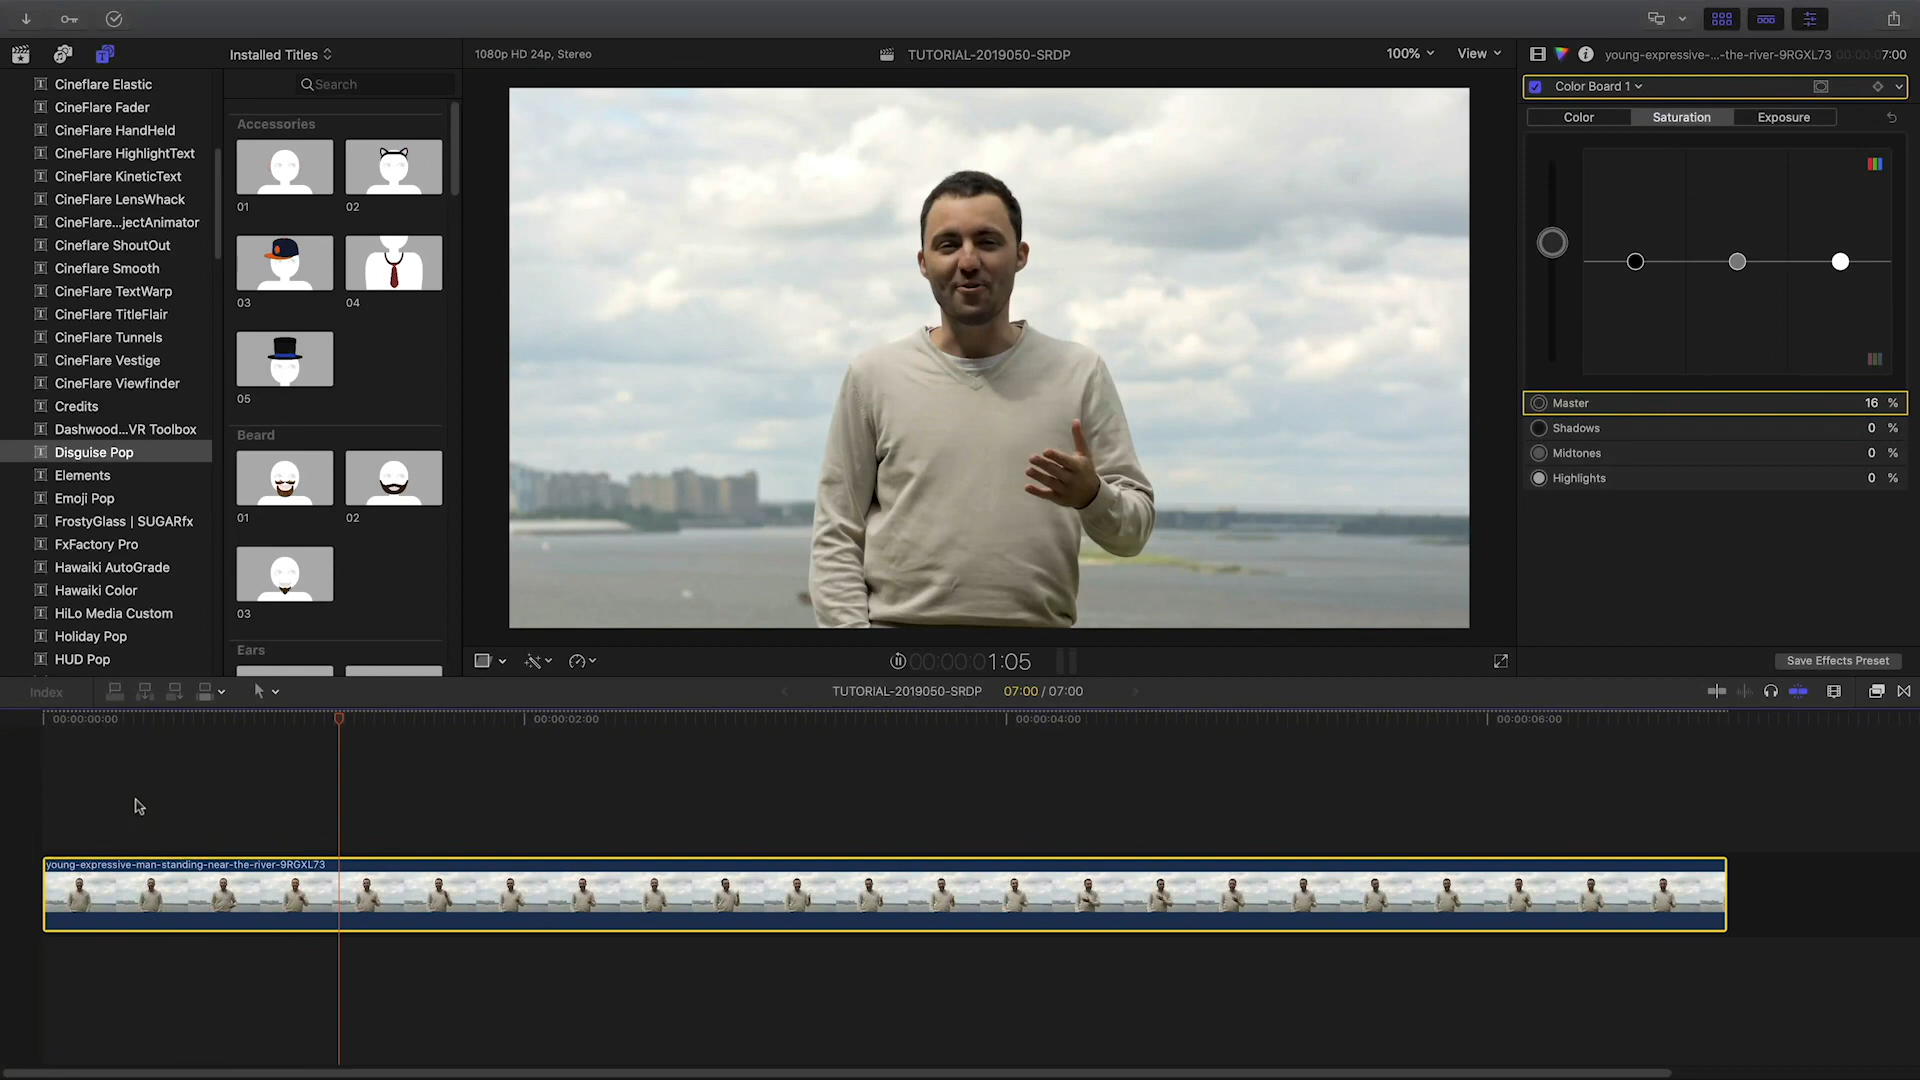 Installed Titles
1080p HD 24p, Stereo
TUTORIAL-2019050-SRDP
100%
View
young-expressive-...-the-river-9RGXL73
00:00:07:00
Cineflare Elastic
CineFlare Fader
CineFlare HandHeld
CineFlare HighlightText
CineFlare KineticText
CineFlare LensWhack
CineFlare...jectAnimator
Cineflare ShoutOut
Cineflare Smooth
CineFlare TextWarp
CineFlare TitleFlair
CineFlare Tunnels
CineFlare Vestige
CineFlare Viewfinder
Credits
Dashwood...VR Toolbox
Disguise Pop
Elements
Emoji Pop
FrostyGlass | SUGARfx
FxFactory Pro
Hawaiki AutoGrade
Hawaiki Color
HiLo Media Custom
Holiday Pop
HUD Pop
Search
Accessories
01
02
03
04
05
Beard
01
02
03
Ears
Color Board 1
Color
Saturation
Exposure
Master
16 %
Shadows
0 %
Midtones
0 %
Highlights
0 %
00:00:01:05
Save Effects Preset
Index
TUTORIAL-2019050-SRDP
07:00 / 07:00
00:00:00:00
00:00:02:00
00:00:04:00
00:00:06:00
young-expressive-man-standing-near-the-river-9RGXL73